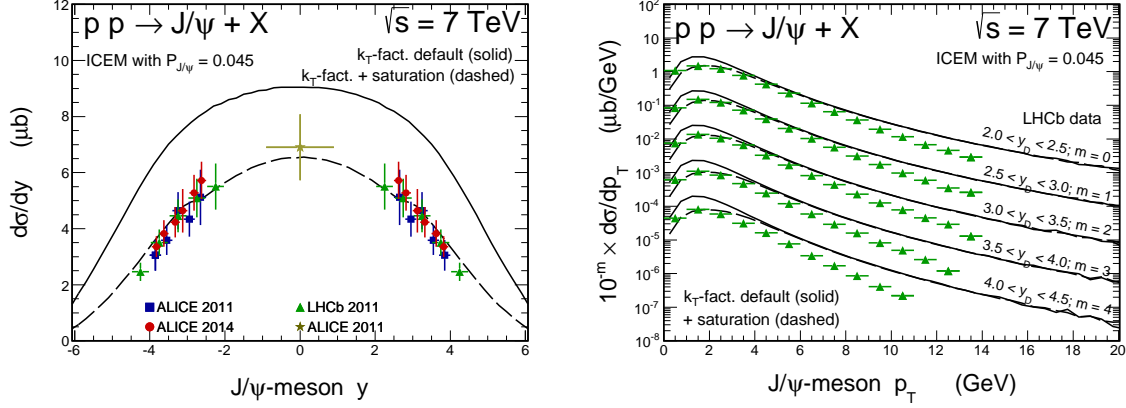 p p → J/ψ + X √s = 7 TeV
ICEM with P_J/ψ = 0.045
k_T-fact. default (solid)
k_T-fact. + saturation (dashed)
dσ/dy (μb)
12
10
8
6
4
2
0
−6 −4 −2 0 2 4 6
ALICE 2011
LHCb 2011
ALICE 2014
ALICE 2011
J/ψ-meson y
p p → J/ψ + X √s = 7 TeV
ICEM with P_J/ψ = 0.045
LHCb data
10^-m × dσ/dp_T (μb/GeV)
10²
10
1
10⁻¹
10⁻²
10⁻³
10⁻⁴
10⁻⁵
10⁻⁶
10⁻⁷
10⁻⁸
2.0 < y_D < 2.5; m = 0
2.5 < y_D < 3.0; m = 1
3.0 < y_D < 3.5; m = 2
3.5 < y_D < 4.0; m = 3
4.0 < y_D < 4.5; m = 4
k_T-fact. default (solid)
+ saturation (dashed)
0 2 4 6 8 10 12 14 16 18 20
J/ψ-meson p_T (GeV)